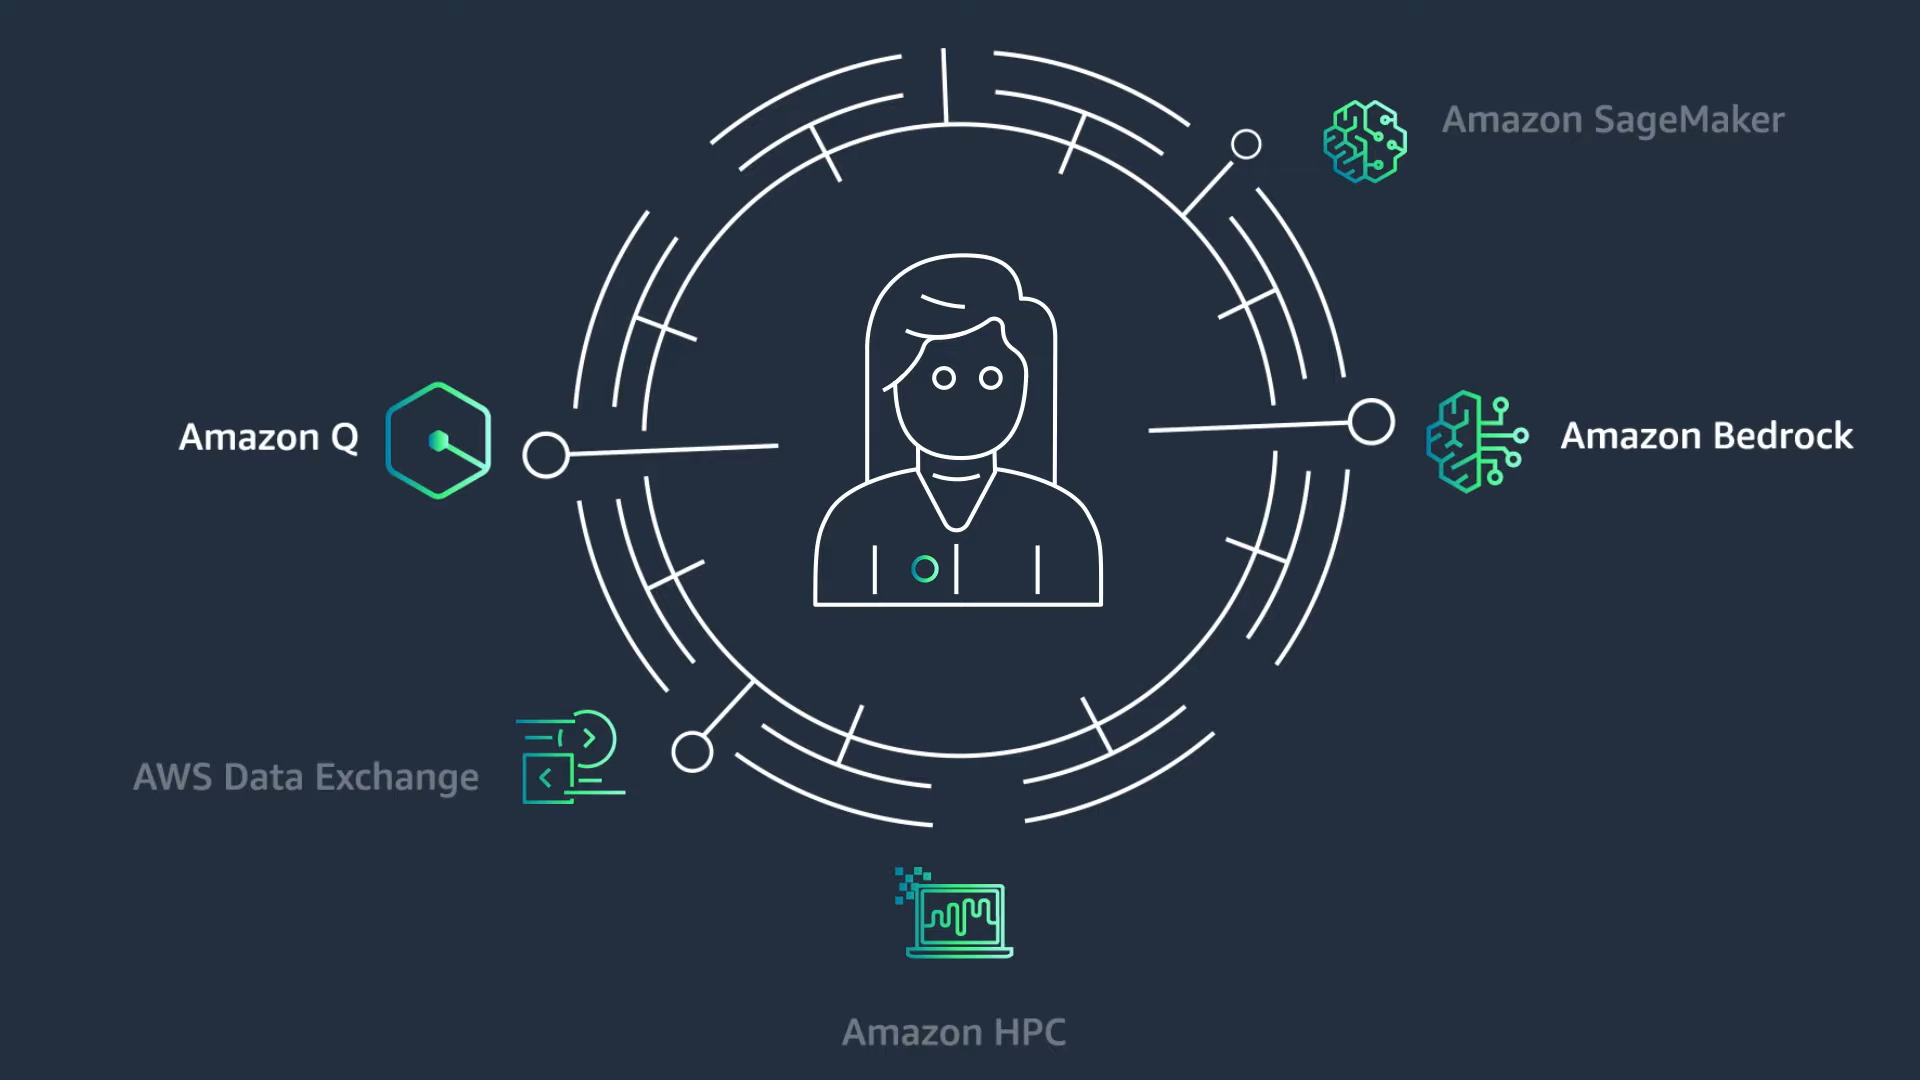 Amazon SageMaker
Amazon Q
Amazon Bedrock
AWS Data Exchange
Amazon HPC